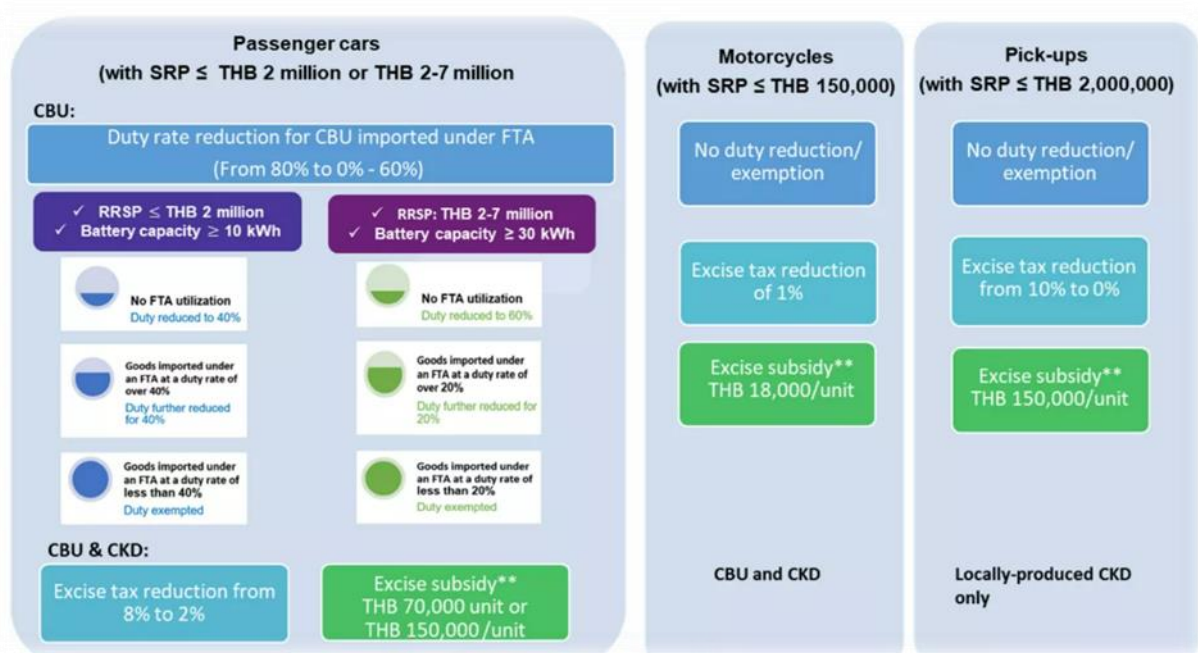 Passenger cars
(with SRP ≤ THB 2 million or THB 2-7 million
CBU:
Duty rate reduction for CBU imported under FTA
(From 80% to 0% - 60%)
✓ RRSP ≤ THB 2 million
✓ Battery capacity ≥ 10 kWh
No FTA utilization
Duty reduced to 40%
Goods imported under
an FTA at a duty rate of
over 40%
Duty further reduced
for 40%
Goods imported under
an FTA at a duty rate of
less than 40%
Duty exempted
✓ RRSP: THB 2-7 million
✓ Battery capacity ≥ 30 kWh
No FTA utilization
Duty reduced to 60%
Goods imported under
an FTA at a duty rate of
over 20%
Duty further reduced for
20%
Goods imported under
an FTA at a duty rate of
less than 20%
Duty exempted
CBU & CKD:
Excise tax reduction from
8% to 2%
Excise subsidy**
THB 70,000 unit or
THB 150,000/unit
Motorcycles
(with SRP ≤ THB 150,000)
No duty reduction/
exemption
Excise tax reduction
of 1%
Excise subsidy**
THB 18,000/unit
CBU and CKD
Pick-ups
(with SRP ≤ THB 2,000,000)
No duty reduction/
exemption
Excise tax reduction
from 10% to 0%
Excise subsidy**
THB 150,000/unit
Locally-produced CKD
only